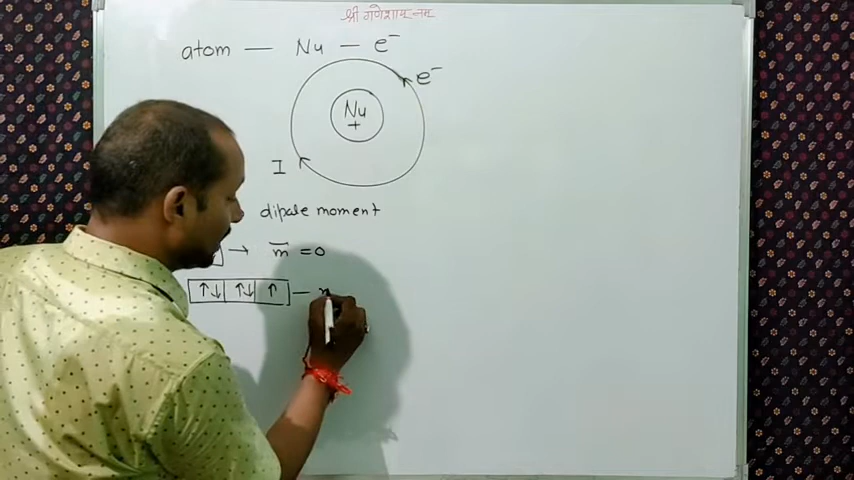 श्री गणेशाय नमः
atom — Nu — e⁻
e⁻
Nu
+
I
dipole moment
→ m̅ = 0
↑↓ ↑↓ ↑ —